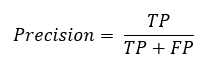 Precision = TP / TP + FP